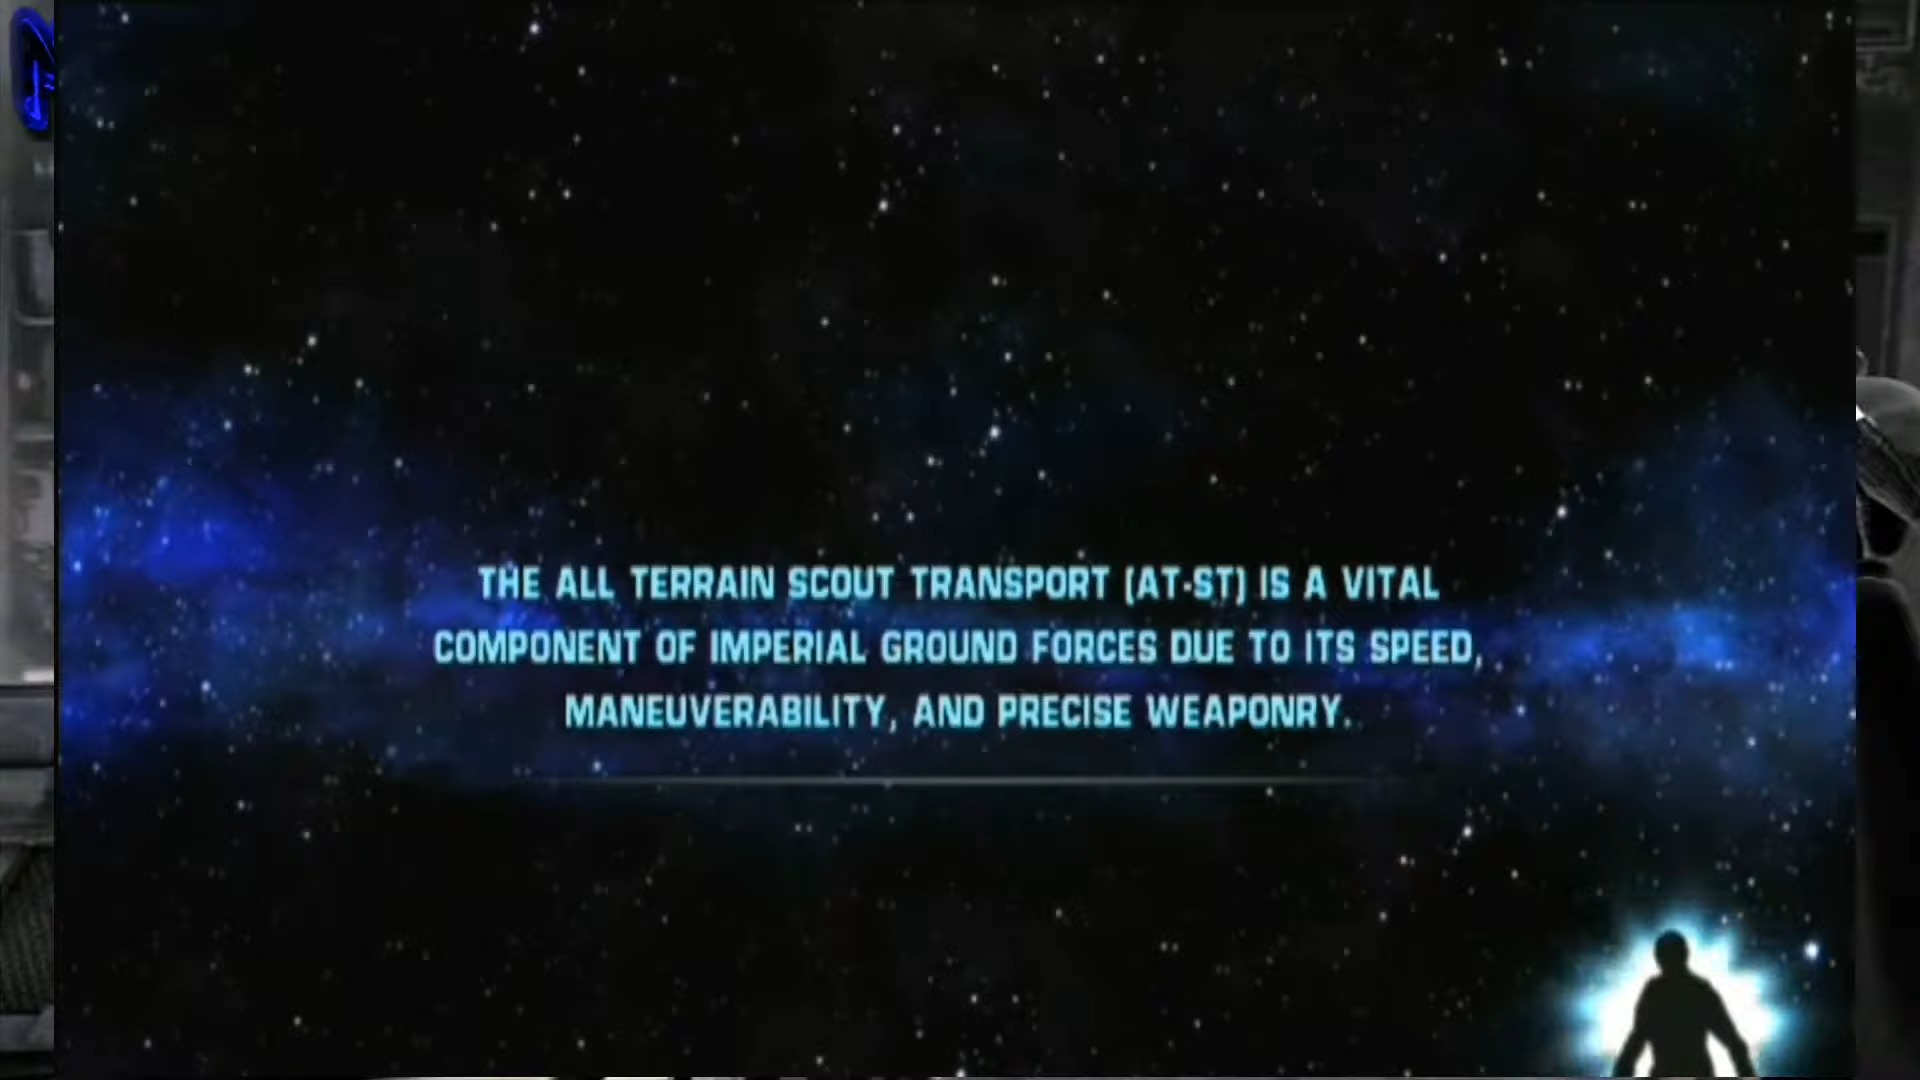 THE ALL TERRAIN SCOUT TRANSPORT (AT-ST) IS A VITAL
COMPONENT OF IMPERIAL GROUND FORCES DUE TO ITS SPEED,
MANEUVERABILITY, AND PRECISE WEAPONRY.